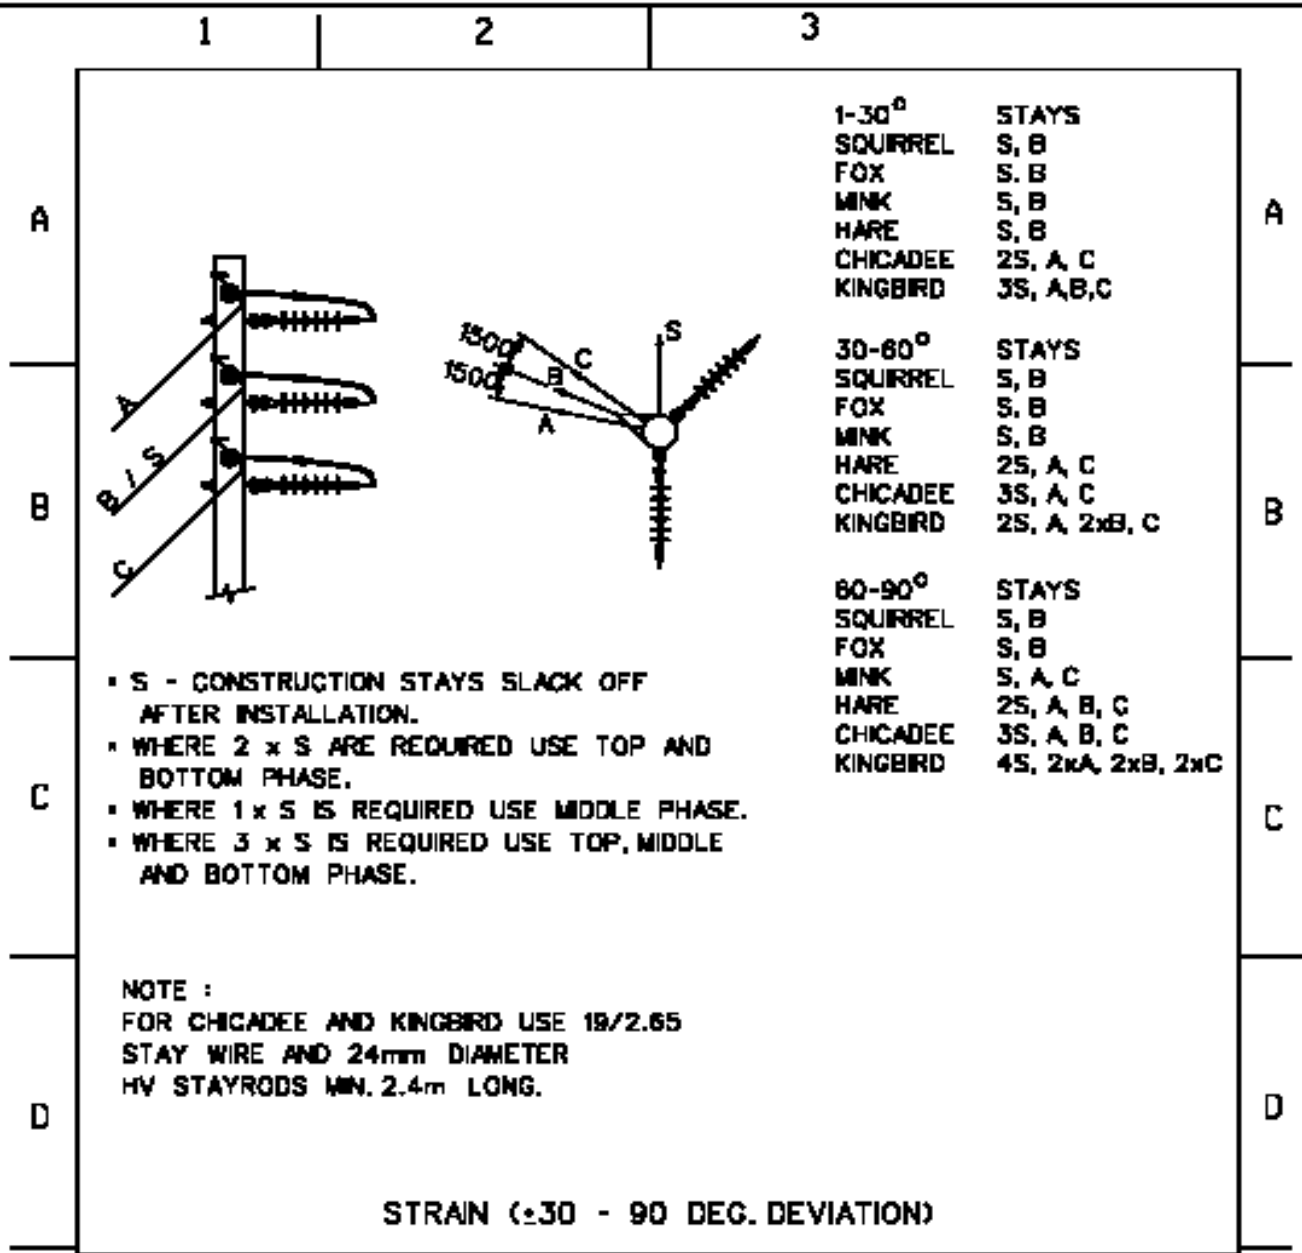 1 2 3
A
B
C
D
A
B
C
D
A
B / S
C
1500
1500
C
B
A
S
1-30° STAYS
SQUIRREL S, B
FOX S. B
MINK S, B
HARE S, B
CHICADEE 2S, A, C
KINGBIRD 3S, A,B,C
30-60° STAYS
SQUIRREL S, B
FOX S. B
MINK S, B
HARE 2S, A, C
CHICADEE 3S, A, C
KINGBIRD 2S, A, 2xB, C
60-90° STAYS
SQUIRREL S, B
FOX S, B
MINK S, A, C
HARE 2S, A, B, C
CHICADEE 3S, A, B, C
KINGBIRD 4S, 2xA, 2xB, 2xC
• S - CONSTRUCTION STAYS SLACK OFF
AFTER INSTALLATION.
• WHERE 2 x S ARE REQUIRED USE TOP AND
BOTTOM PHASE.
• WHERE 1 x S IS REQUIRED USE MIDDLE PHASE.
• WHERE 3 x S IS REQUIRED USE TOP, MIDDLE
AND BOTTOM PHASE.
NOTE :
FOR CHICADEE AND KINGBIRD USE 19/2.65
STAY WIRE AND 24mm DIAMETER
HV STAYRODS MIN. 2.4m LONG.
STRAIN (±30 - 90 DEG. DEVIATION)